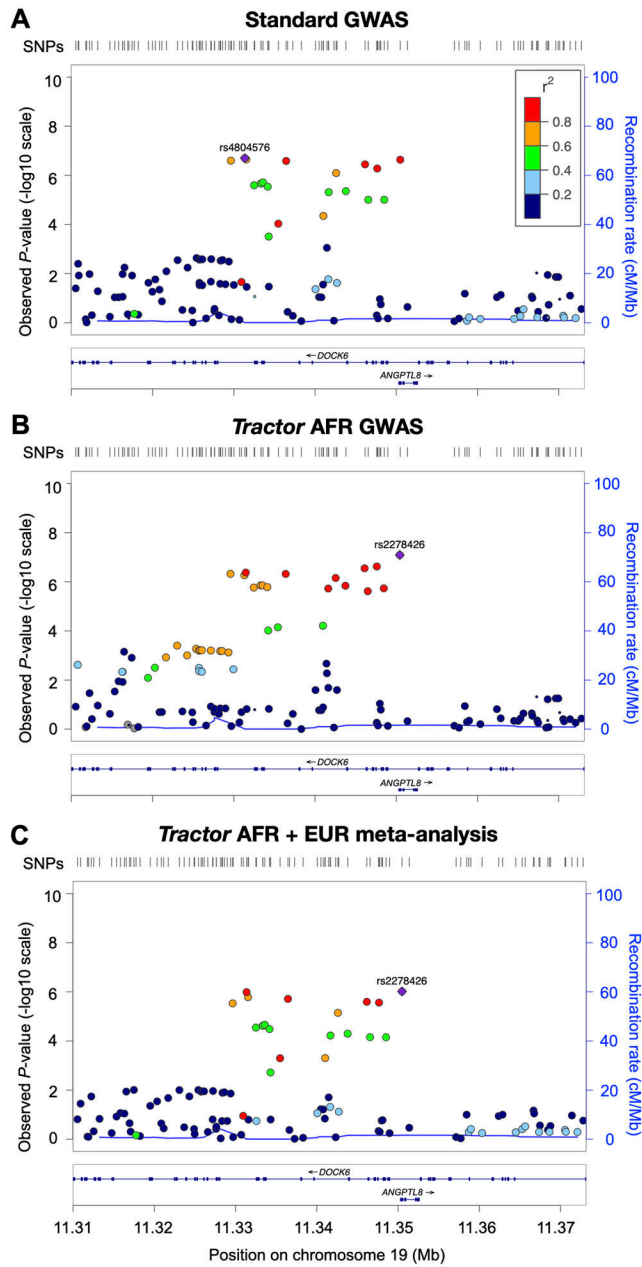 A
Standard GWAS
SNPs
10
8
6
4
2
0
Observed P-value (-log10 scale)
100
80
60
40
20
0
Recombination rate (cM/Mb)
rs4804576
r²
0.8
0.6
0.4
0.2
←DOCK6
ANGPTL8→
B
Tractor AFR GWAS
SNPs
10
8
6
4
2
0
Observed P-value (-log10 scale)
100
80
60
40
20
0
Recombination rate (cM/Mb)
rs2278426
←DOCK6
ANGPTL8→
C
Tractor AFR + EUR meta-analysis
SNPs
10
8
6
4
2
0
Observed P-value (-log10 scale)
100
80
60
40
20
0
Recombination rate (cM/Mb)
rs2278426
←DOCK6
ANGPTL8→
11.31 11.32 11.33 11.34 11.35 11.36 11.37
Position on chromosome 19 (Mb)